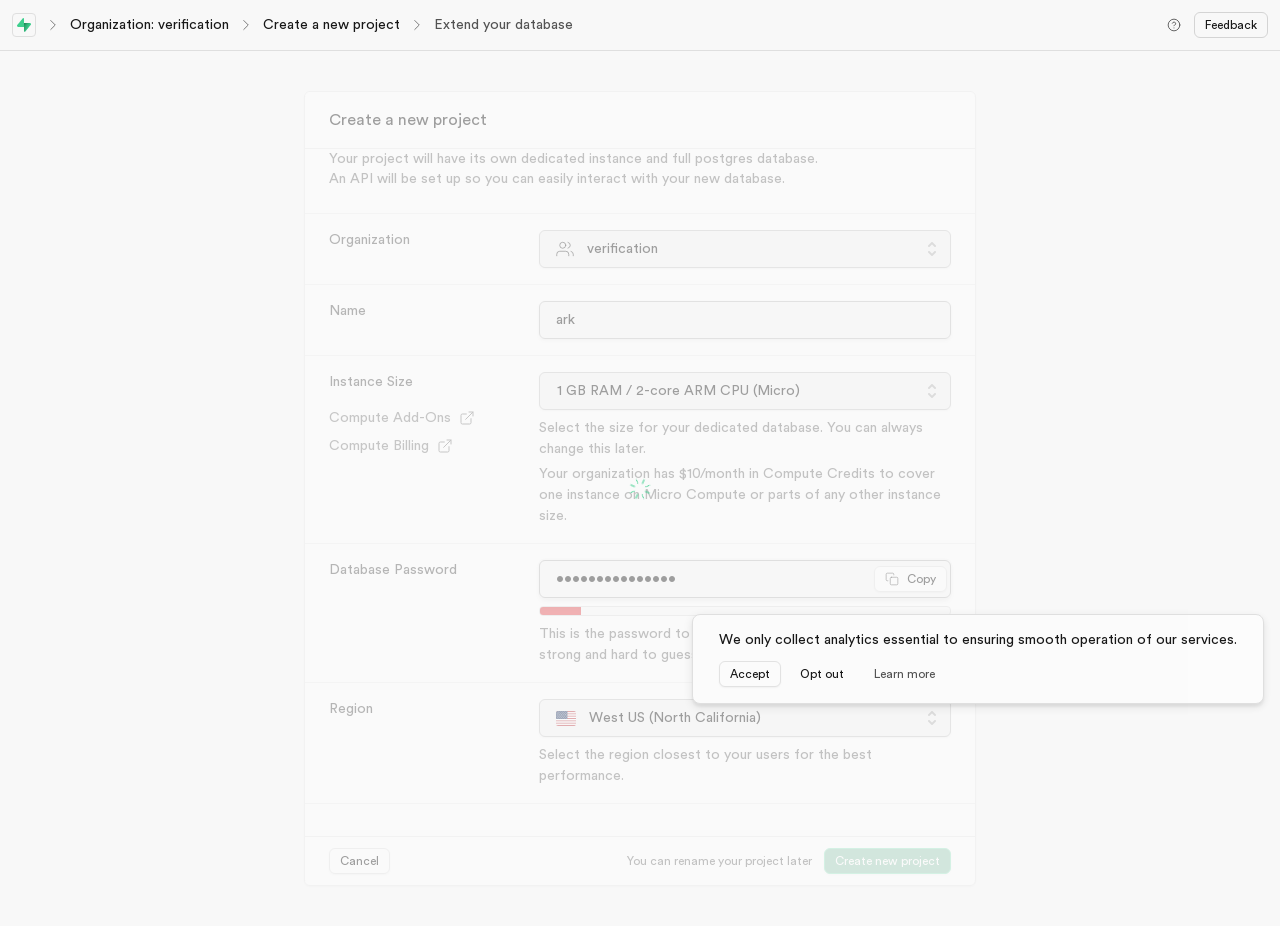 Organization: verification
Create a new project
Extend your database
Feedback
Create a new project
Your project will have its own dedicated instance and full postgres database.
An API will be set up so you can easily interact with your new database.
Organization
verification
Name
ark
Instance Size
1 GB RAM / 2-core ARM CPU (Micro)
Compute Add-Ons
Compute Billing
Select the size for your dedicated database. You can always
change this later.
Your organization has $10/month in Compute Credits to cover
one instance on Micro Compute or parts of any other instance
size.
Database Password
•••••••••••••••
Copy
This is the password to
strong and hard to gues
We only collect analytics essential to ensuring smooth operation of our services.
Accept
Opt out
Learn more
Region
West US (North California)
Select the region closest to your users for the best
performance.
Cancel
You can rename your project later
Create new project